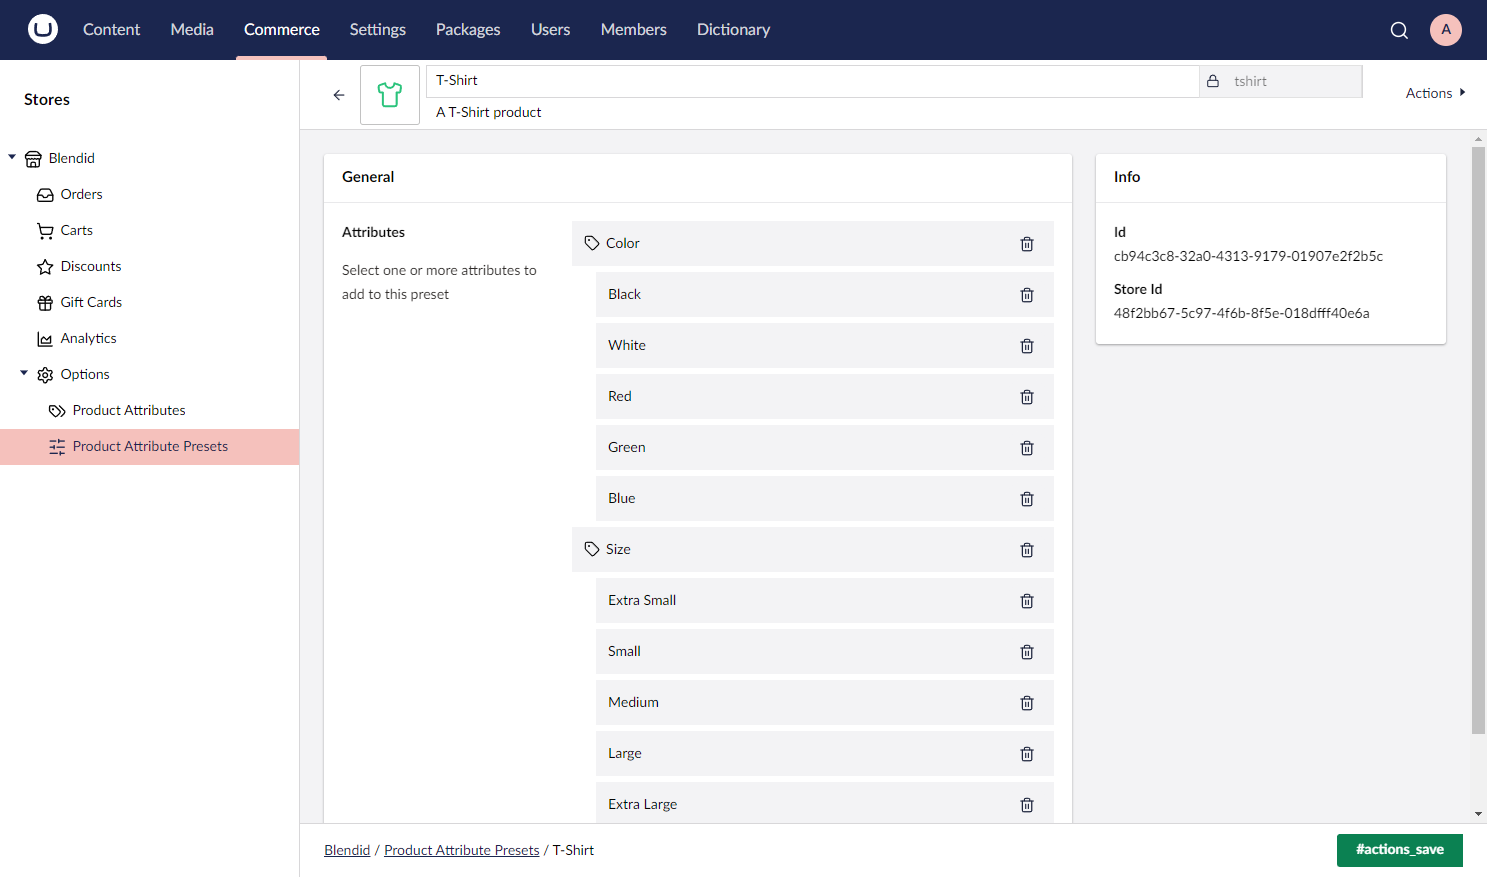 Content Media Commerce Settings Packages Users Members Dictionary A
Stores
Blendid
Orders
Carts
Discounts
Gift Cards
Analytics
Options
Product Attributes
Product Attribute Presets
T-Shirt tshirt
A T-Shirt product
Actions
General
Attributes
Select one or more attributes to
add to this preset
Color
Black
White
Red
Green
Blue
Size
Extra Small
Small
Medium
Large
Extra Large
Info
Id
cb94c3c8-32a0-4313-9179-01907e2f2b5c
Store Id
48f2bb67-5c97-4f6b-8f5e-018dfff40e6a
Blendid / Product Attribute Presets / T-Shirt
#actions_save